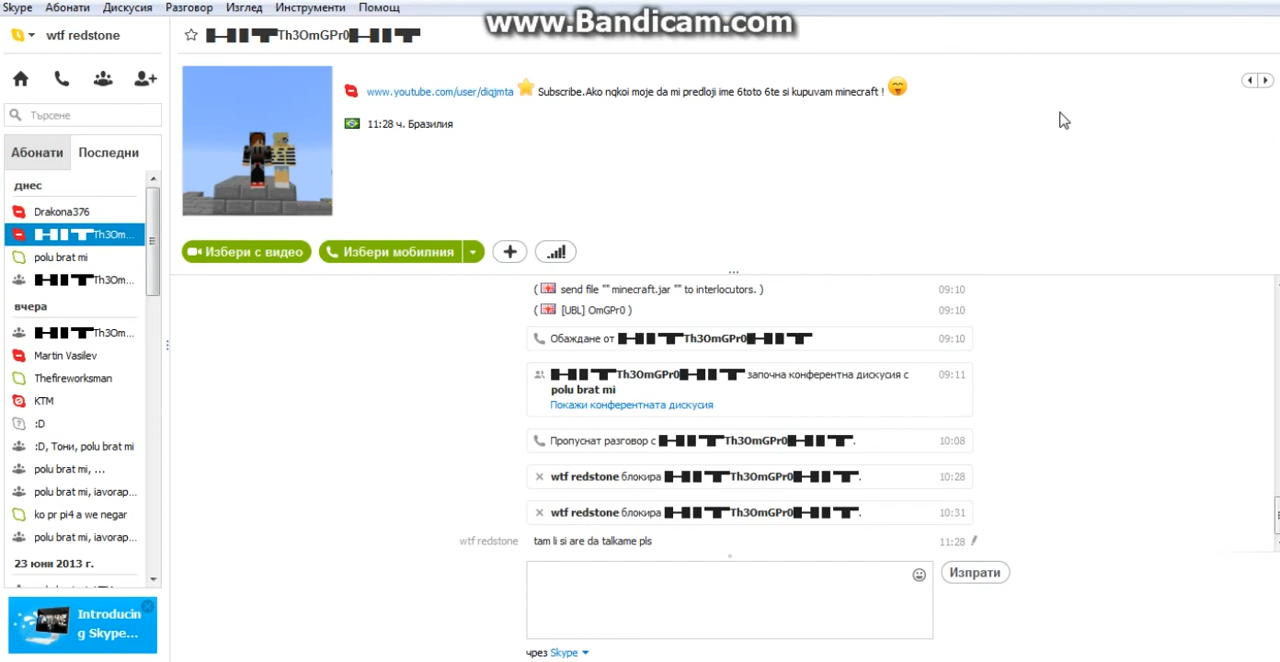 Skype Абонати Дискусия Разговор Изглед Инструменти Помощ
www.Bandicam.com
wtf redstone
Th3OmGPr0
Търсене
www.youtube.com/user/diqjmta Subscribe.Ako nqkoi moje da mi predloji ime 6toto 6te si kupuvam minecraft !
11:28 ч. Бразилия
Абонати Последни
днес
Drakona376
Th3Om...
polu brat mi
Th3Om...
вчера
Th3Om...
Martin Vasilev
Thefireworksman
KTM
:D
:D, Тони, polu brat mi
polu brat mi, ...
polu brat mi, iavorap...
ko pr pi4 a we negar
polu brat mi, iavorap...
23 юни 2013 г.
Introducin
g Skype...
Избери с видео Избери мобилния
( send file "" minecraft.jar "" to interlocutors. ) 09:10
( [UBL] OmGPr0 ) 09:10
Обаждане от Th3OmGPr0 09:10
Th3OmGPr0 започна конферентна дискусия с 09:11
polu brat mi
Покажи конферентната дискусия
Пропуснат разговор с Th3OmGPr0. 10:08
wtf redstone блокира Th3OmGPr0. 10:28
wtf redstone блокира Th3OmGPr0. 10:31
wtf redstone tam li si are da talkame pls 11:28
Изпрати
чрез Skype